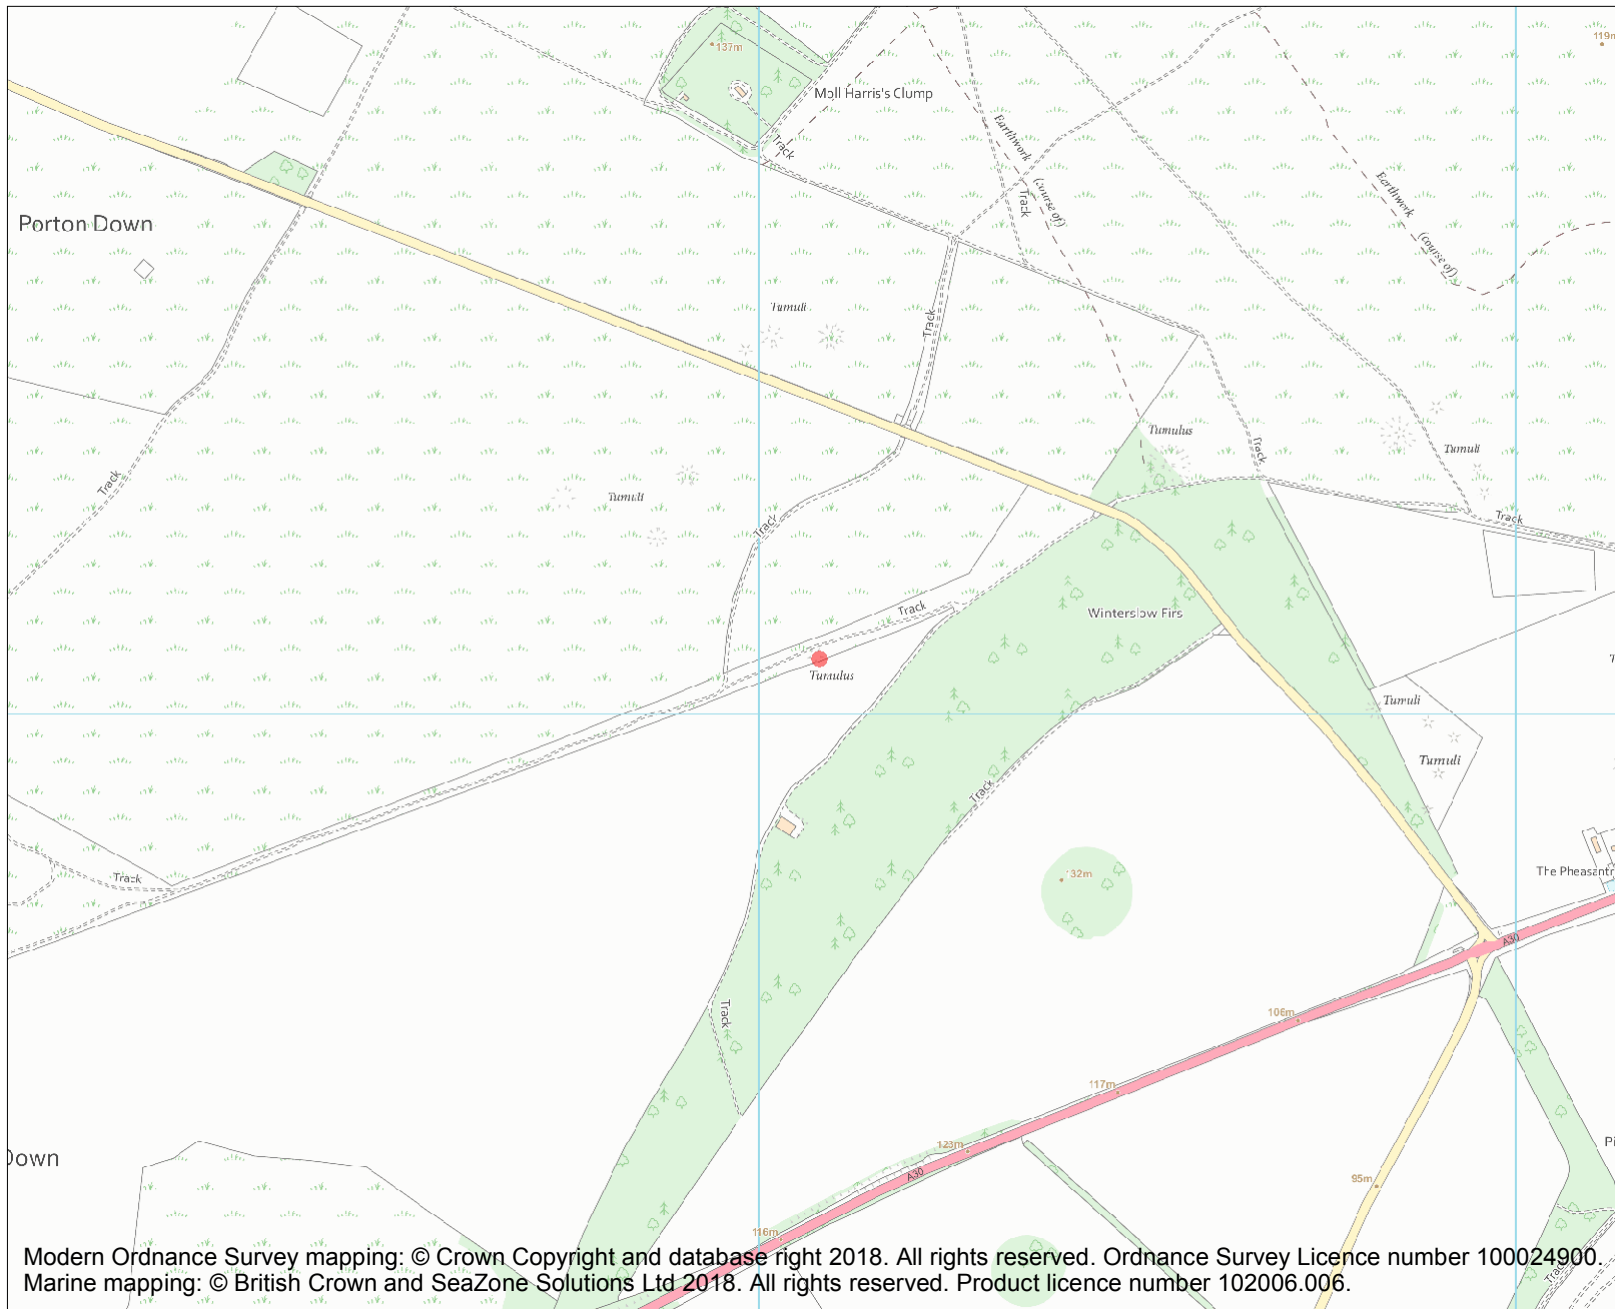 119m
137m
Moll Harris's Clump
Track
Earthwork
(course of)
Track
Earthwork
(course of)
Porton Down
Tumuli
Track
Tumulus
Tumuli
Track
Tumuli
Track
Track
Track
Track
Winterslow Firs
Tumulus
Tumuli
Tumuli
Track
Track
32m
A30
Track
106m
117m
123m
A30
Down
95m
116m
Track
Modern Ordnance Survey mapping: © Crown Copyright and database right 2018. All rights reserved. Ordnance Survey Licence number 100024900.
Marine mapping: © British Crown and SeaZone Solutions Ltd 2018. All rights reserved. Product licence number 102006.006.